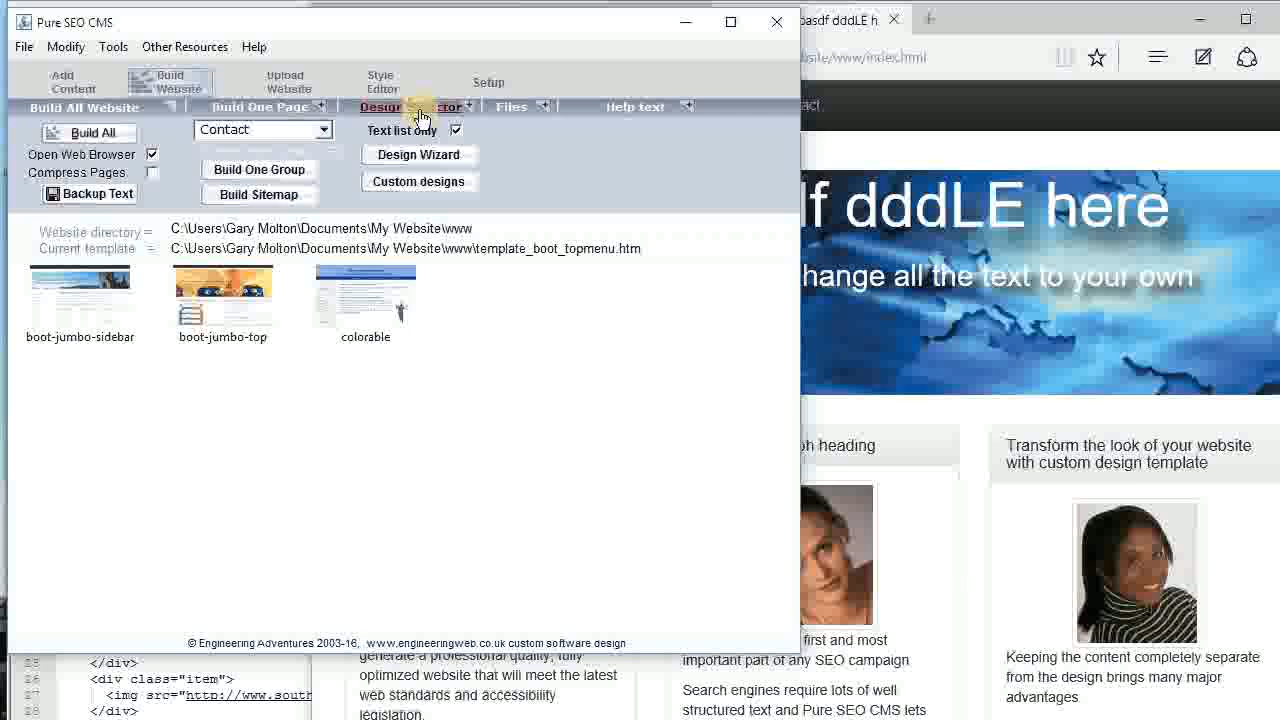 Pure SEO CMS
File Modify Tools Other Resources Help
Add Content
Build Website
Upload Website
Style Editor
Setup
Build All Website Build One Page Files Help text
Build All
Open Web Browser
Compress Pages
Backup Text
Contact
Build One Group
Build Sitemap
Text list only
Design Wizard
Custom designs
Website directory = C:\Users\Gary Molton\Documents\My Website\www
Current template = C:\Users\Gary Molton\Documents\My Website\www\template_boot_topmenu.htm
boot-jumbo-sidebar boot-jumbo-top colorable
© Engineering Adventures 2003-16, www.engineeringweb.co.uk custom software design
asdf dddLE h
/www/index.html
dddLE here
change all the text to your own
heading
Transform the look of your website
with custom design template
first and most
important part of any SEO campaign
Search engines require lots of well
structured text and Pure SEO CMS lets
Keeping the content completely separate
from the design brings many major
advantages
generate a professional quality, fully
optimized website that will meet the latest
web standards and accessibility
legislation.
</div>
26 <div class="item">
27 <img src="http://www.sout
28 </div>